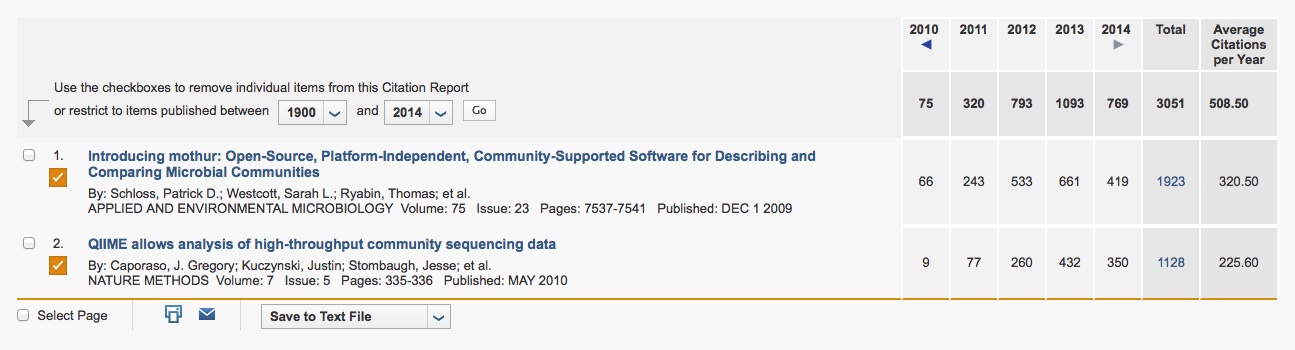 2010 2011 2012 2013 2014 Total Average
Citations
per Year
Use the checkboxes to remove individual items from this Citation Report
or restrict to items published between 1900 and 2014 Go
75 320 793 1093 769 3051 508.50
1. Introducing mothur: Open-Source, Platform-Independent, Community-Supported Software for Describing and
Comparing Microbial Communities
By: Schloss, Patrick D.; Westcott, Sarah L.; Ryabin, Thomas; et al.
APPLIED AND ENVIRONMENTAL MICROBIOLOGY Volume: 75 Issue: 23 Pages: 7537-7541 Published: DEC 1 2009
66 243 533 661 419 1923 320.50
2. QIIME allows analysis of high-throughput community sequencing data
By: Caporaso, J. Gregory; Kuczynski, Justin; Stombaugh, Jesse; et al.
NATURE METHODS Volume: 7 Issue: 5 Pages: 335-336 Published: MAY 2010
9 77 260 432 350 1128 225.60
Select Page Save to Text File